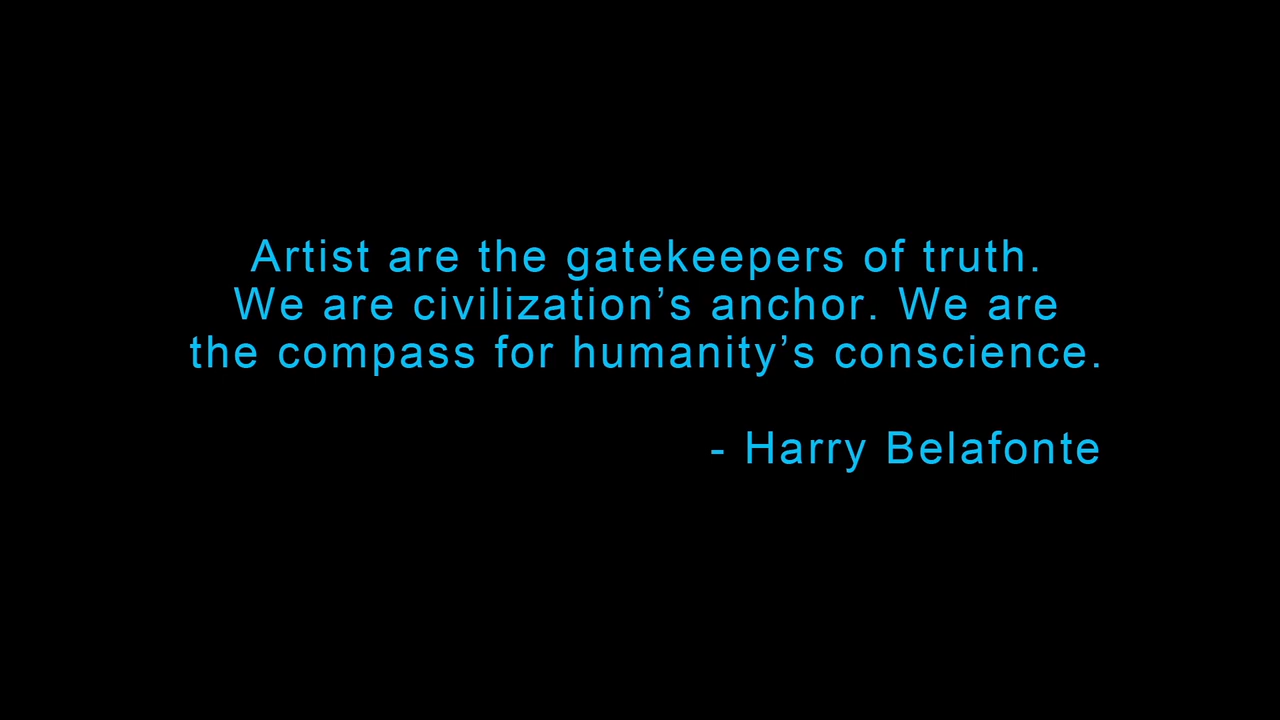 Artist are the gatekeepers of truth.
We are civilization’s anchor. We are
the compass for humanity’s conscience.
- Harry Belafonte